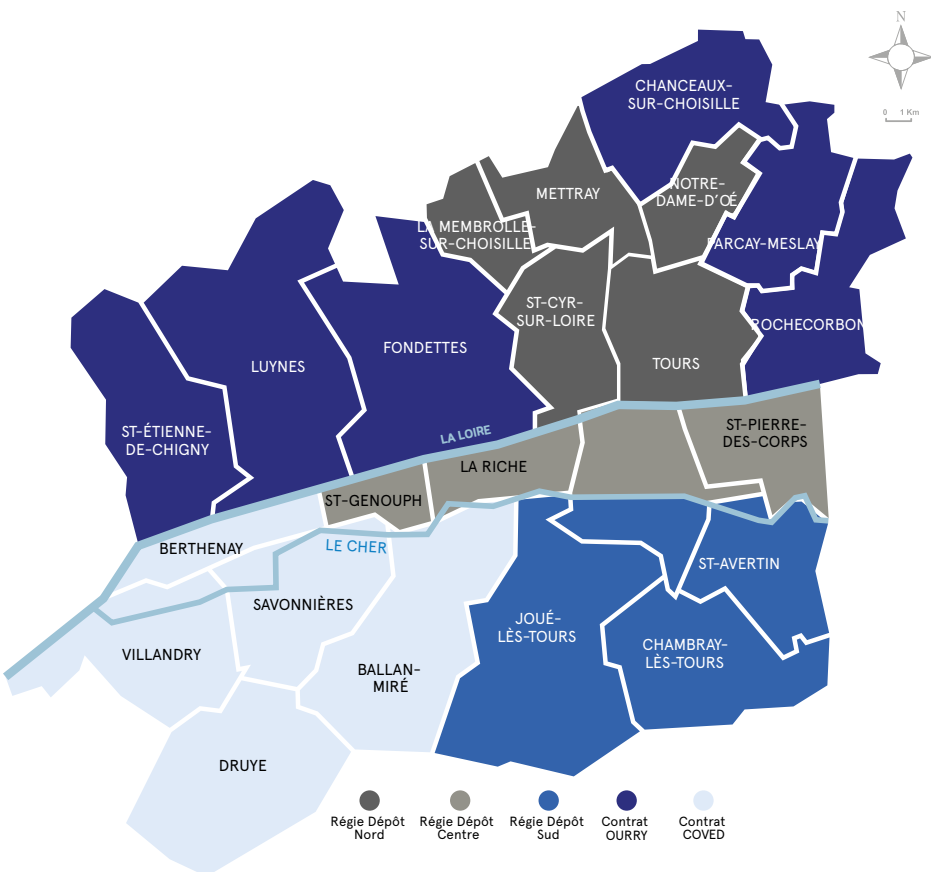 N
0 1 Km
CHANCEAUX-
SUR-CHOISILLE
METTRAY
NOTRE-
DAME-D'OÉ
LA MEMBROLLE-
SUR-CHOISILLE
PARCAY-MESLAY
ST-CYR-
SUR-LOIRE
ROCHECORBON
FONDETTES
TOURS
LUYNES
ST-ÉTIENNE-
DE-CHIGNY
LA LOIRE
ST-PIERRE-
DES-CORPS
LA RICHE
ST-GENOUPH
BERTHENAY
LE CHER
ST-AVERTIN
SAVONNIÈRES
JOUÉ-
LÈS-TOURS
VILLANDRY
CHAMBRAY-
LÈS-TOURS
BALLAN-
MIRÉ
DRUYE
Régie Dépôt
Nord
Régie Dépôt
Centre
Régie Dépôt
Sud
Contrat
OURRY
Contrat
COVED